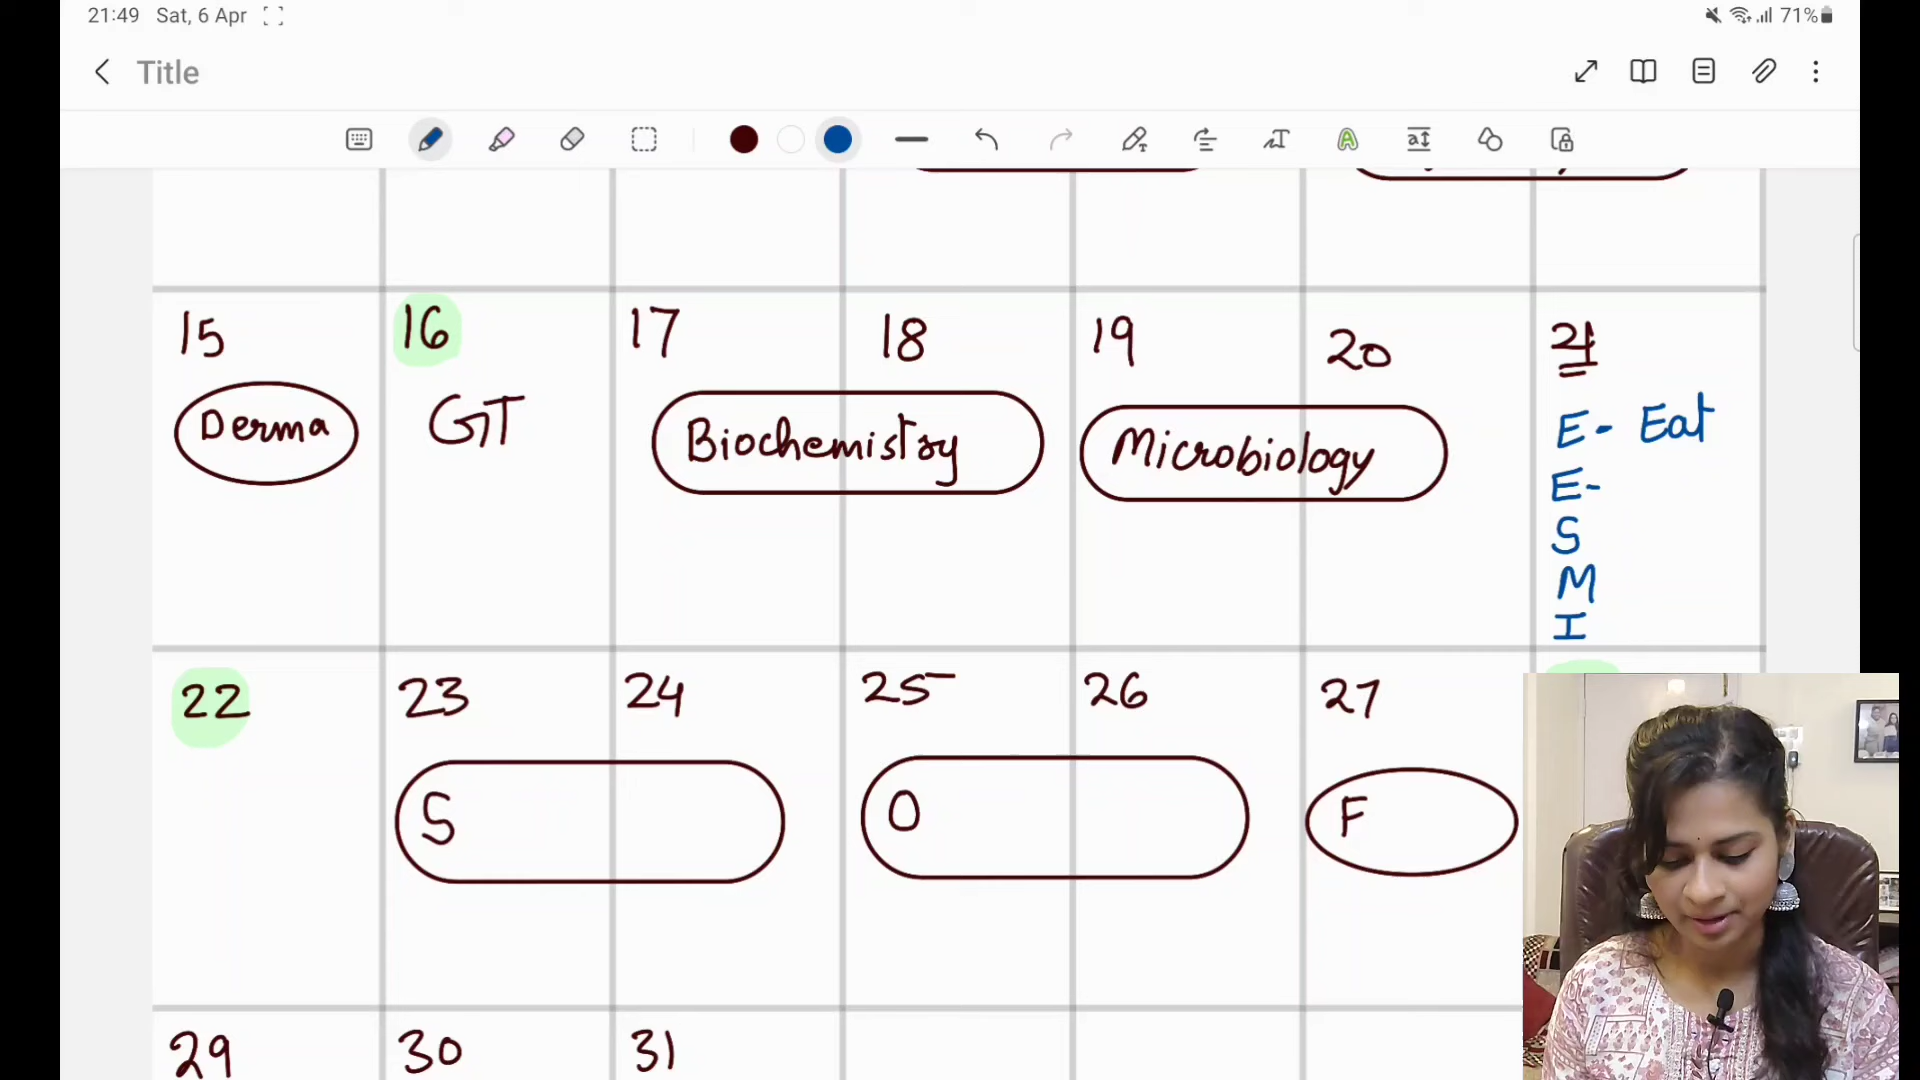 21:49 Sat, 6 Apr
71%
Title
15 16 17 18 19 20 21
Derma
GT
Biochemistry
Microbiology
E - Eat
E-
S
M
I
22 23 24 25 26 27
S
O
F
29 30 31